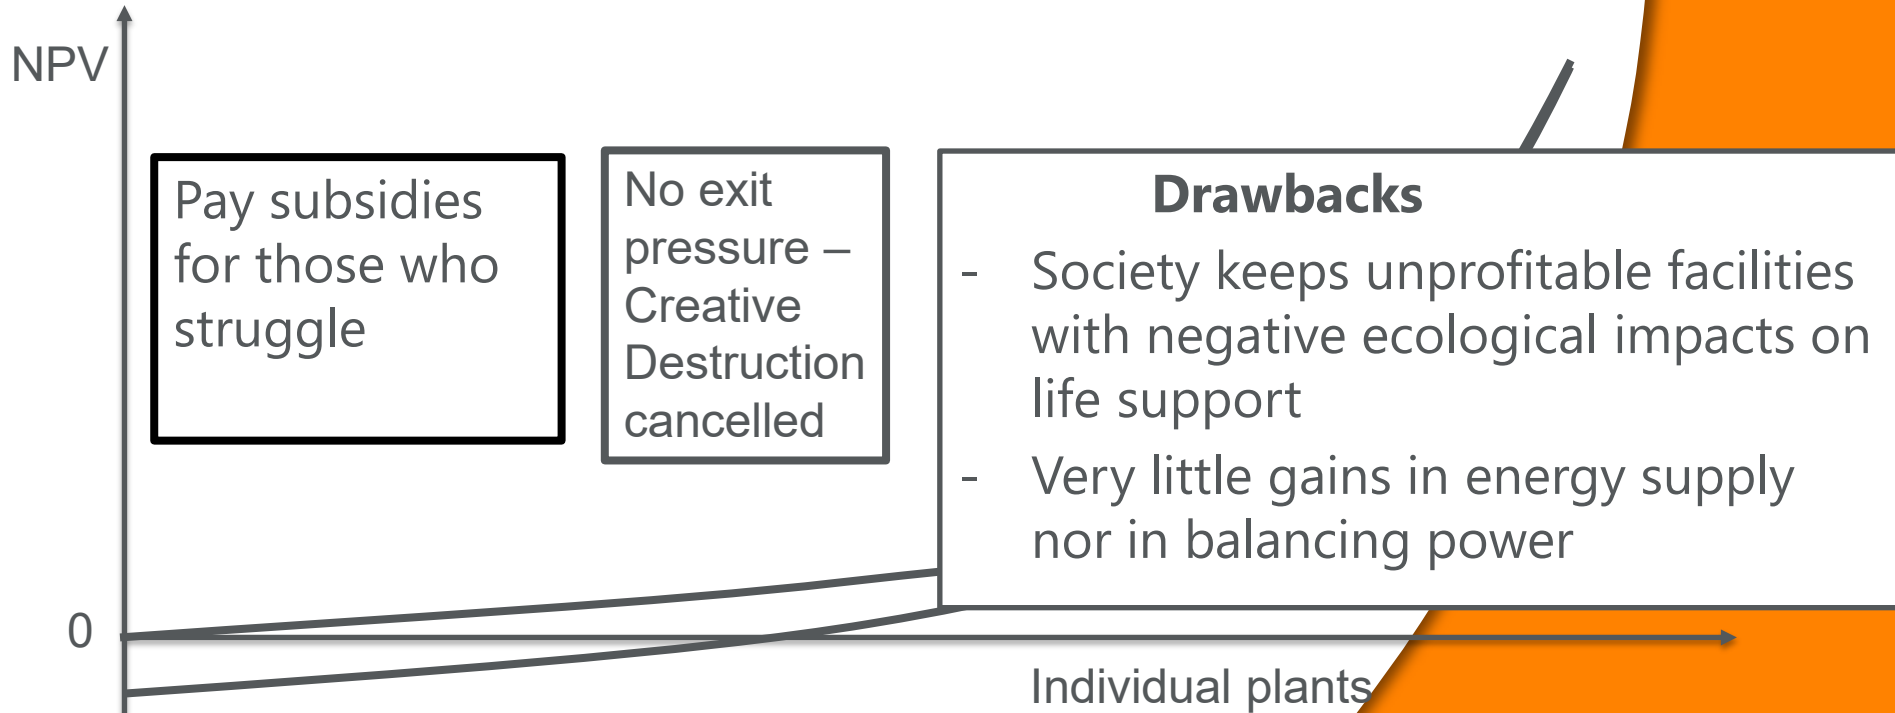 NPV
Pay subsidies
for those who
struggle
No exit
pressure –
Creative
Destruction
cancelled
Drawbacks
- Society keeps unprofitable facilities
with negative ecological impacts on
life support
- Very little gains in energy supply
nor in balancing power
0
Individual plants